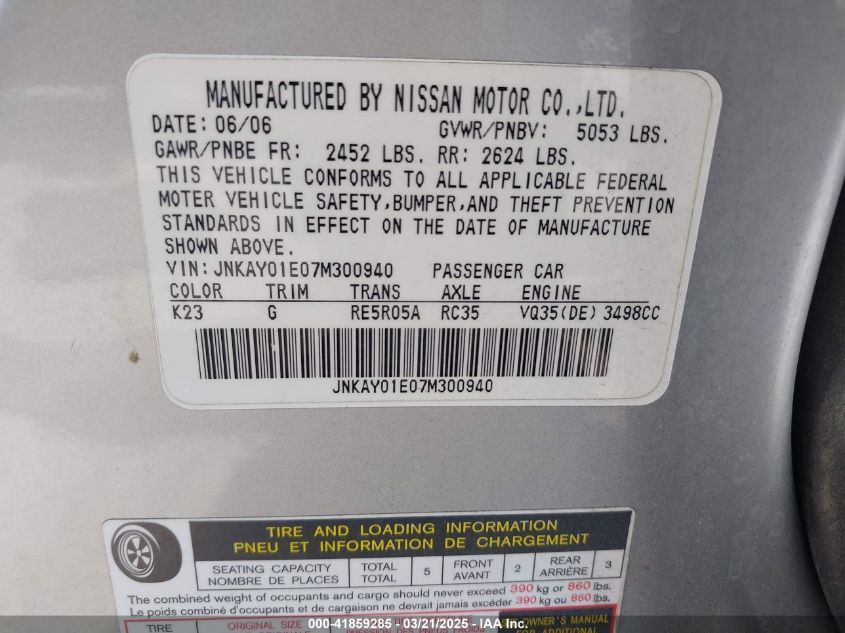 MANUFACTURED BY NISSAN MOTOR CO.,LTD.
DATE: 06/06 GVWR/PNBV: 5053 LBS.
GAWR/PNBE FR: 2452 LBS. RR: 2624 LBS.
THIS VEHICLE CONFORMS TO ALL APPLICABLE FEDERAL
MOTER VEHICLE SAFETY,BUMPER,AND THEFT PREVENTION
STANDARDS IN EFFECT ON THE DATE OF MANUFACTURE
SHOWN ABOVE.
VIN:JNKAY01E07M300940 PASSENGER CAR
COLOR TRIM TRANS AXLE ENGINE
K23 G RE5R05A RC35 VQ35(DE) 3498CC
JNKAY01E07M300940
TIRE AND LOADING INFORMATION
PNEU ET INFORMATION DE CHARGEMENT
SEATING CAPACITY TOTAL 5 FRONT 2 REAR 3
NOMBRE DE PLACES TOTAL AVANT ARRIÈRE
The combined weight of occupants and cargo should never exceed 390 kg or 860 lbs.
Le poids combiné d'occupants et de cargaison ne devrait jamais excéder 390 kg ou 860 lbs.
TIRE ORIGINAL SIZE OWNER'S MANUAL
FOR ADDITIONAL
000-41859285 - 03/21/2025 - IAA Inc.